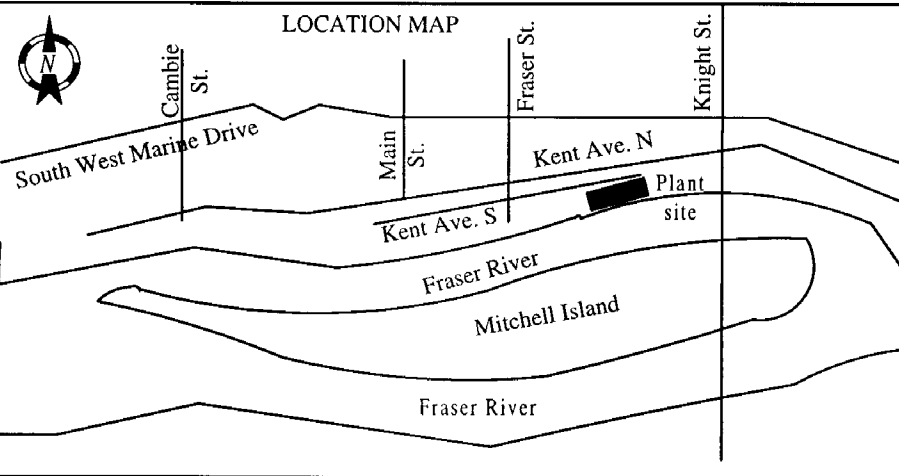 LOCATION MAP
N
Cambie
St.
Main
St.
Fraser St.
Knight St.
South West Marine Drive
Kent Ave. N
Plant
site
Kent Ave. S
Fraser River
Mitchell Island
Fraser River